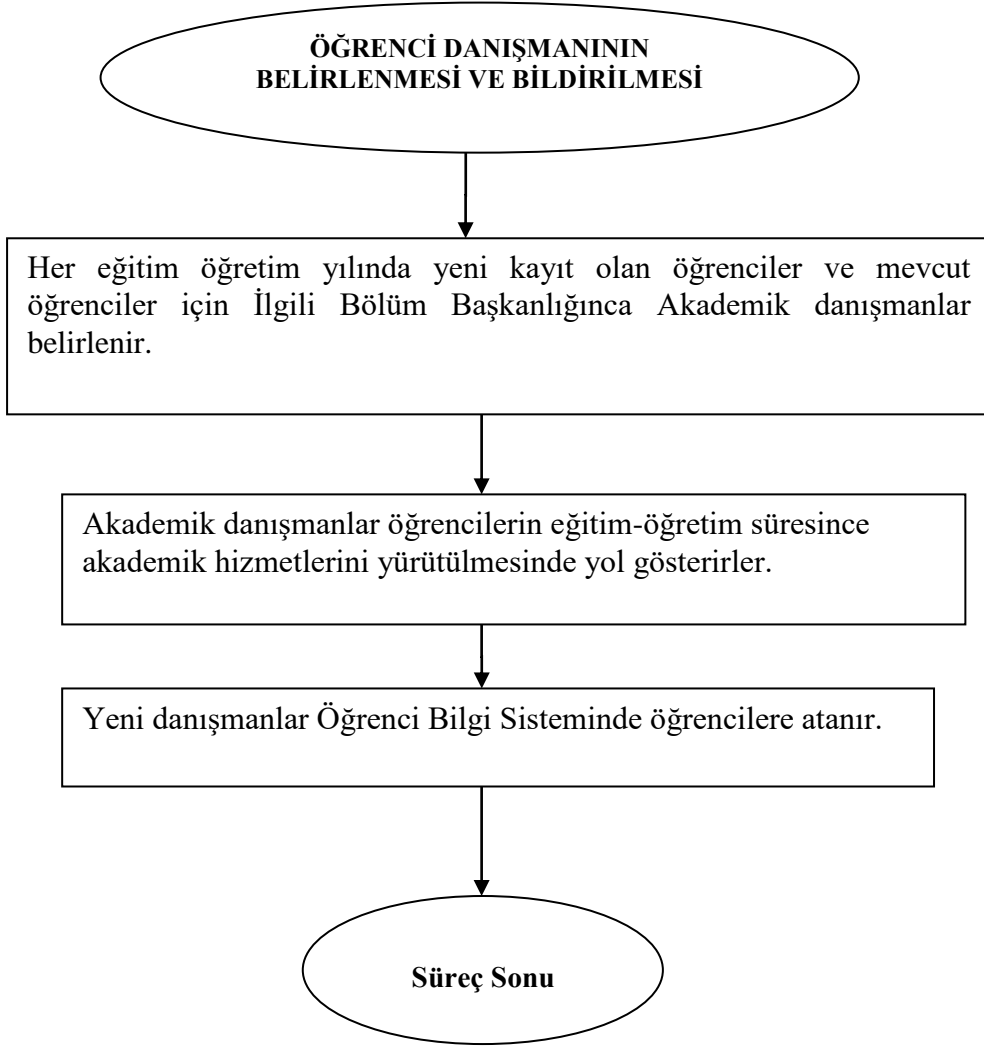 ÖĞRENCİ DANIŞMANININ
BELİRLENMESİ VE BİLDİRİLMESİ
Her eğitim öğretim yılında yeni kayıt olan öğrenciler ve mevcut
öğrenciler için İlgili Bölüm Başkanlığınca Akademik danışmanlar
belirlenir.
Akademik danışmanlar öğrencilerin eğitim-öğretim süresince
akademik hizmetlerini yürütülmesinde yol gösterirler.
Yeni danışmanlar Öğrenci Bilgi Sisteminde öğrencilere atanır.
Süreç Sonu